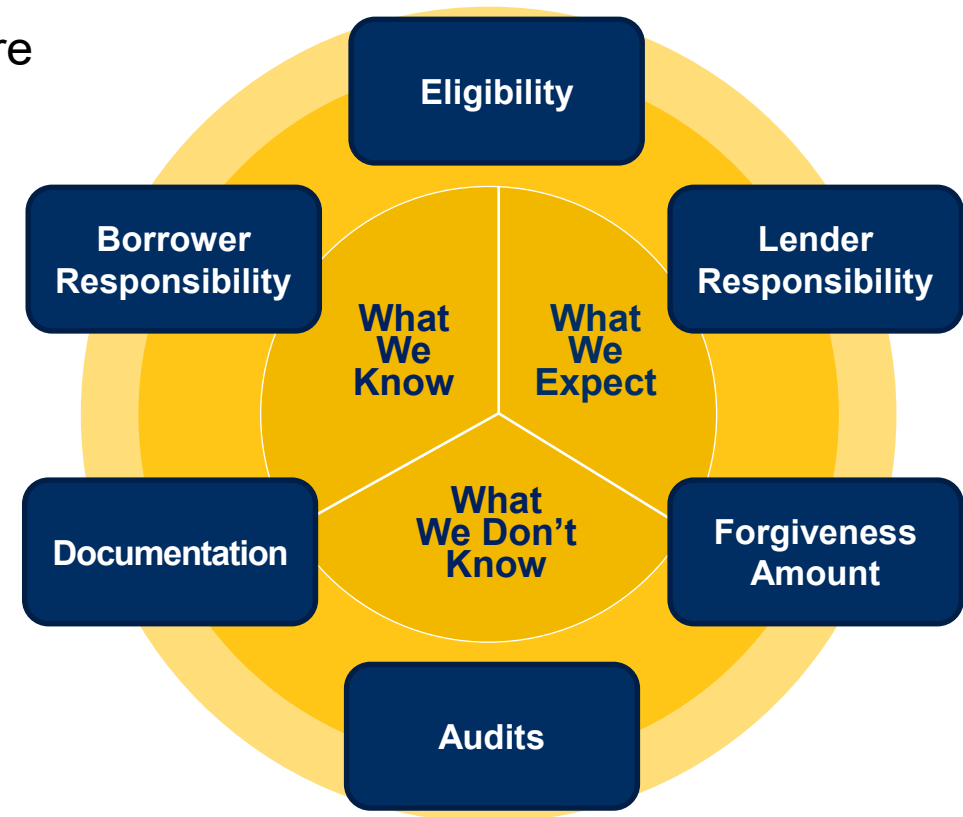 re
Eligibility
Borrower
Responsibility
Lender
Responsibility
What
We
Know
What
We
Expect
What
We Don’t
Know
Documentation
Forgiveness
Amount
Audits